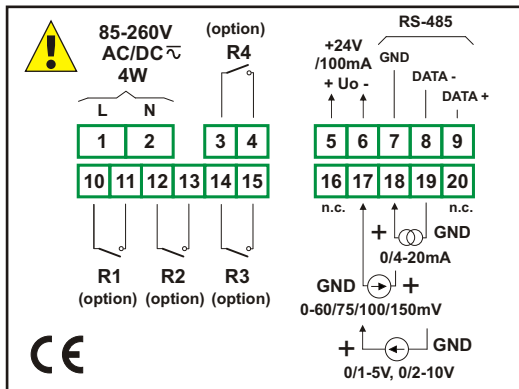 85-260V
AC/DC
4W
L N
(option)
R4
RS-485
+24V
/100mA
+ Uo -
GND
DATA -
DATA +
1 2 3 4 5 6 7 8 9
10 11 12 13 14 15 16 17 18 19 20
n.c. n.c.
R1 R2 R3
(option) (option) (option)
+ GND
0/4-20mA
GND +
0-60/75/100/150mV
+ GND
0/1-5V, 0/2-10V
CE